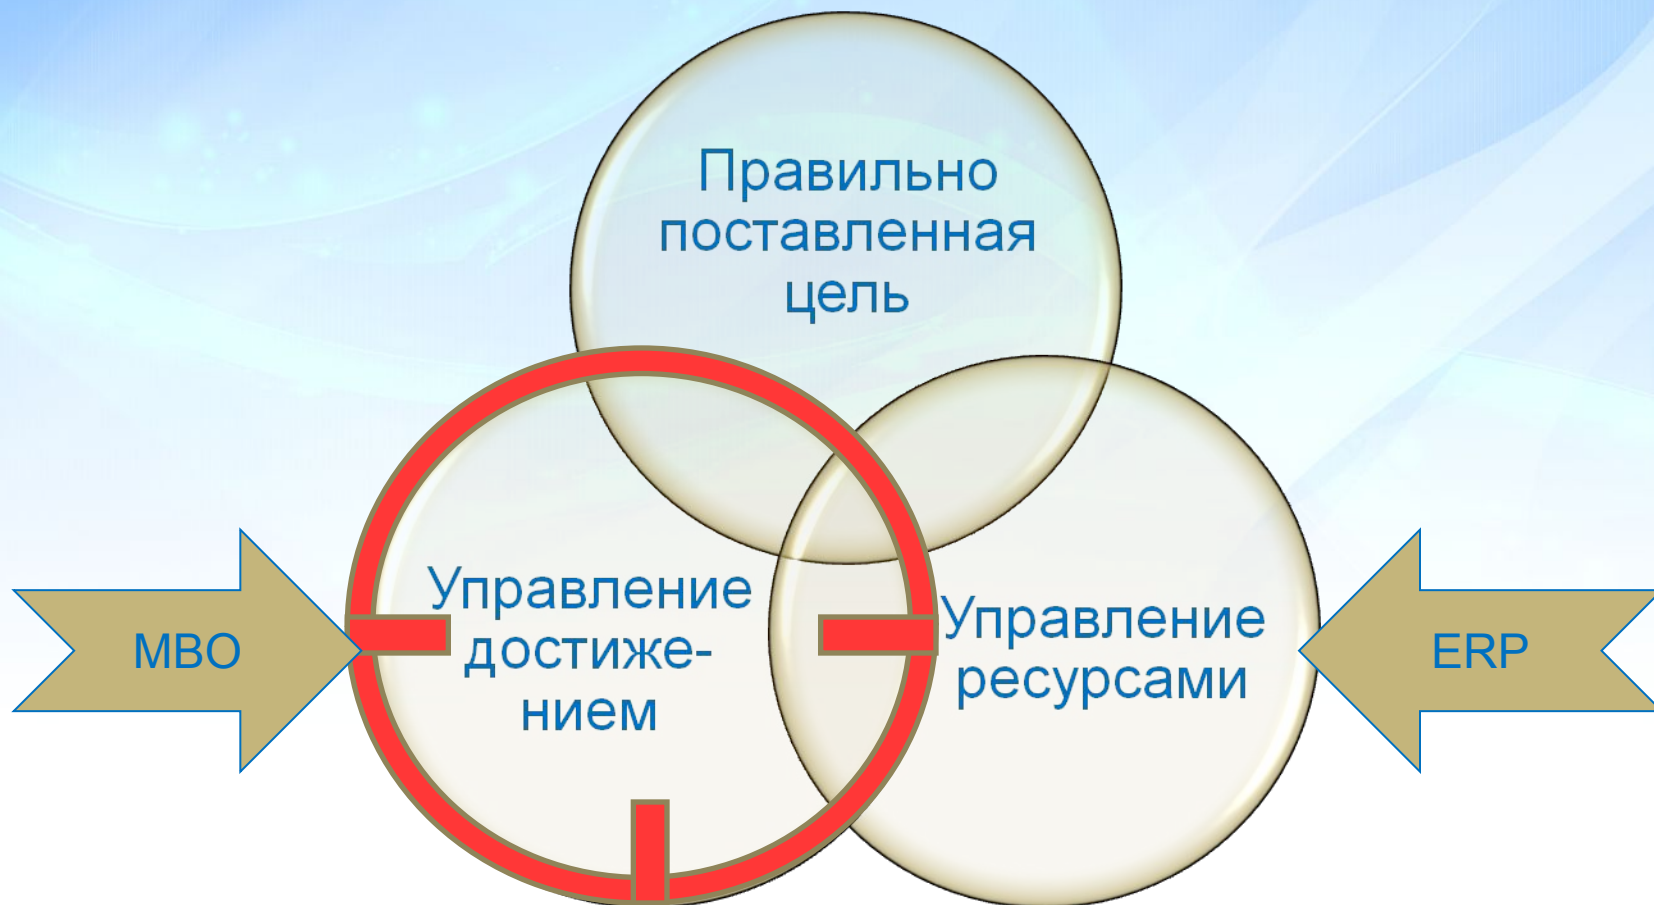 Правильно
поставленная
цель
Управление
достиже-
нием
Управление
ресурсами
MBO
ERP